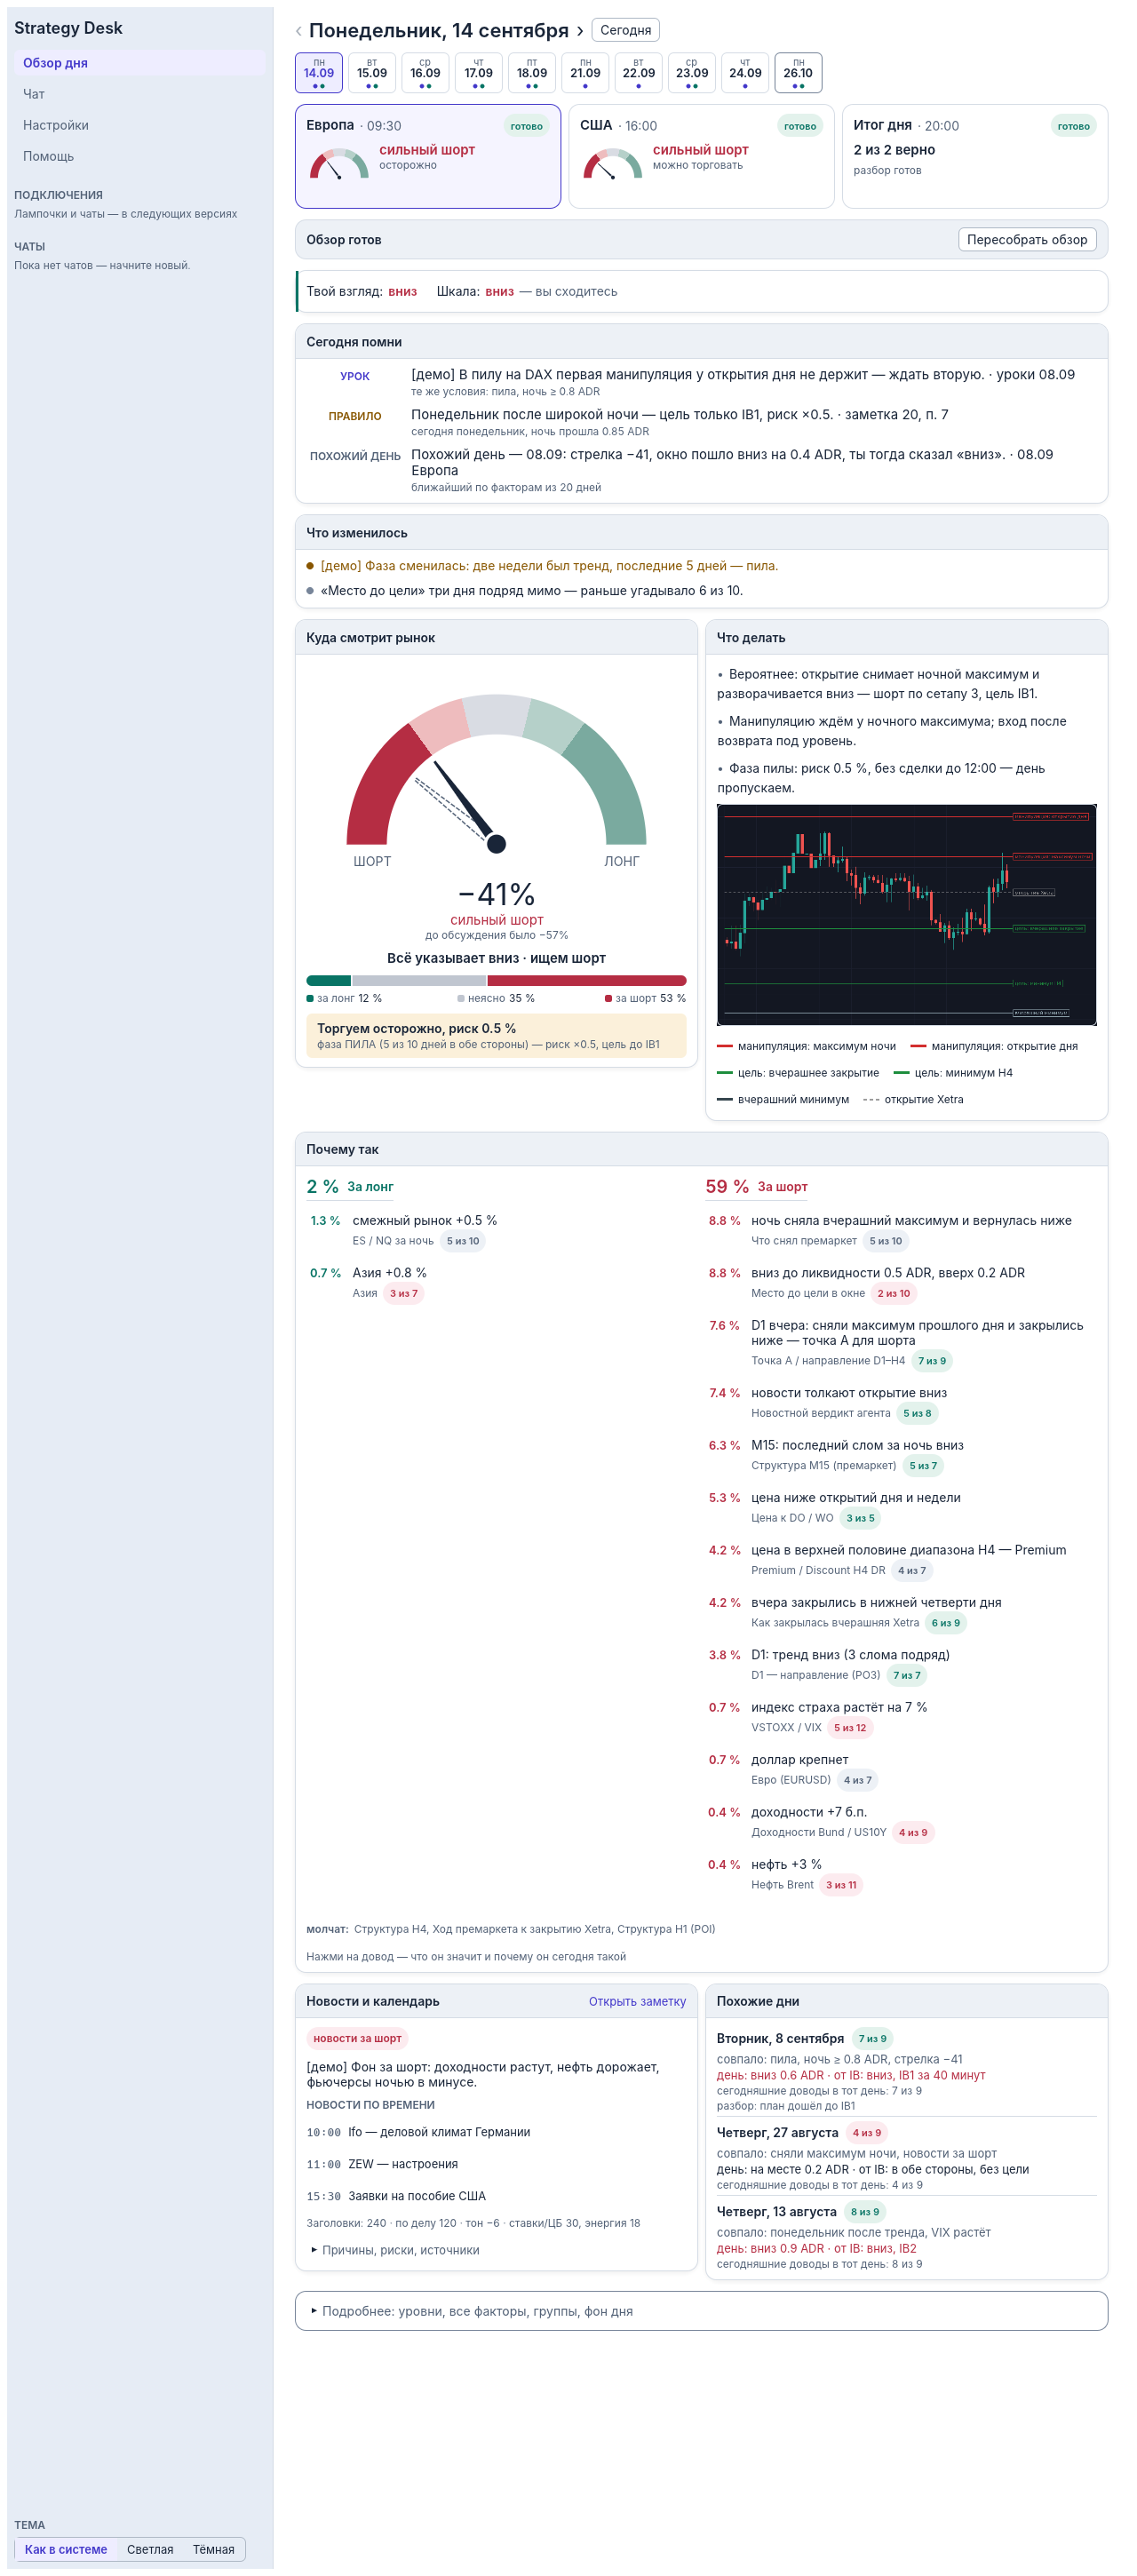 Strategy Desk
Обзор дня
Чат
Настройки
Помощь
ПОДКЛЮЧЕНИЯ
Лампочки и чаты — в следующих версиях
ЧАТЫ
Пока нет чатов — начните новый.
ТЕМА
Как в системе Светлая Тёмная
‹ Понедельник, 14 сентября › Сегодня
пн вт ср чт пт пн вт ср чт пн
14.09 15.09 16.09 17.09 18.09 21.09 22.09 23.09 24.09 26.10
Европа · 09:30 готово
сильный шорт
осторожно
США · 16:00 готово
сильный шорт
можно торговать
Итог дня · 20:00 готово
2 из 2 верно
разбор готов
Обзор готов Пересобрать обзор
Твой взгляд: вниз Шкала: вниз — вы сходитесь
Сегодня помни
УРОК [демо] В пилу на DAX первая манипуляция у открытия дня не держит — ждать вторую. · уроки 08.09
те же условия: пила, ночь ≥ 0.8 ADR
ПРАВИЛО Понедельник после широкой ночи — цель только IB1, риск ×0.5. · заметка 20, п. 7
сегодня понедельник, ночь прошла 0.85 ADR
ПОХОЖИЙ ДЕНЬ Похожий день — 08.09: стрелка −41, окно пошло вниз на 0.4 ADR, ты тогда сказал «вниз». · 08.09
Европа
ближайший по факторам из 20 дней
Что изменилось
[демо] Фаза сменилась: две недели был тренд, последние 5 дней — пила.
«Место до цели» три дня подряд мимо — раньше угадывало 6 из 10.
Куда смотрит рынок
ШОРТ ЛОНГ
−41%
сильный шорт
до обсуждения было −57%
Всё указывает вниз · ищем шорт
за лонг 12 % неясно 35 % за шорт 53 %
Торгуем осторожно, риск 0.5 %
фаза ПИЛА (5 из 10 дней в обе стороны) — риск ×0.5, цель до IB1
Что делать
• Вероятнее: открытие снимает ночной максимум и
разворачивается вниз — шорт по сетапу 3, цель IB1.
• Манипуляцию ждём у ночного максимума; вход после
возврата под уровень.
• Фаза пилы: риск 0.5 %, без сделки до 12:00 — день
пропускаем.
манипуляция: максимум ночи манипуляция: открытие дня
цель: вчерашнее закрытие цель: минимум H4
вчерашний минимум открытие Xetra
Почему так
2 % За лонг
1.3 % смежный рынок +0.5 %
ES / NQ за ночь 5 из 10
0.7 % Азия +0.8 %
Азия 3 из 7
59 % За шорт
8.8 % ночь сняла вчерашний максимум и вернулась ниже
Что снял премаркет 5 из 10
8.8 % вниз до ликвидности 0.5 ADR, вверх 0.2 ADR
Место до цели в окне 2 из 10
7.6 % D1 вчера: сняли максимум прошлого дня и закрылись
ниже — точка А для шорта
Точка А / направление D1–H4 7 из 9
7.4 % новости толкают открытие вниз
Новостной вердикт агента 5 из 8
6.3 % M15: последний слом за ночь вниз
Структура M15 (премаркет) 5 из 7
5.3 % цена ниже открытий дня и недели
Цена к DO / WO 3 из 5
4.2 % цена в верхней половине диапазона H4 — Premium
Premium / Discount H4 DR 4 из 7
4.2 % вчера закрылись в нижней четверти дня
Как закрылась вчерашняя Xetra 6 из 9
3.8 % D1: тренд вниз (3 слома подряд)
D1 — направление (РОЗ) 7 из 7
0.7 % индекс страха растёт на 7 %
VSTOXX / VIX 5 из 12
0.7 % доллар крепнет
Евро (EURUSD) 4 из 7
0.4 % доходности +7 б.п.
Доходности Bund / US10Y 4 из 9
0.4 % нефть +3 %
Нефть Brent 3 из 11
молчат: Структура H4, Ход премаркета к закрытию Xetra, Структура H1 (POI)
Нажми на довод — что он значит и почему он сегодня такой
Новости и календарь Открыть заметку
новости за шорт
[демо] Фон за шорт: доходности растут, нефть дорожает,
фьючерсы ночью в минусе.
НОВОСТИ ПО ВРЕМЕНИ
10:00 Ifo — деловой климат Германии
11:00 ZEW — настроения
15:30 Заявки на пособие США
Заголовки: 240 · по делу 120 · тон −6 · ставки/ЦБ 30, энергия 18
Причины, риски, источники
Похожие дни
Вторник, 8 сентября 7 из 9
совпало: пила, ночь ≥ 0.8 ADR, стрелка −41
день: вниз 0.6 ADR · от IB: вниз, IB1 за 40 минут
сегодняшние доводы в тот день: 7 из 9
разбор: план дошёл до IB1
Четверг, 27 августа 4 из 9
совпало: сняли максимум ночи, новости за шорт
день: на месте 0.2 ADR · от IB: в обе стороны, без цели
сегодняшние доводы в тот день: 4 из 9
Четверг, 13 августа 8 из 9
совпало: понедельник после тренда, VIX растёт
день: вниз 0.9 ADR · от IB: вниз, IB2
сегодняшние доводы в тот день: 8 из 9
Подробнее: уровни, все факторы, группы, фон дня